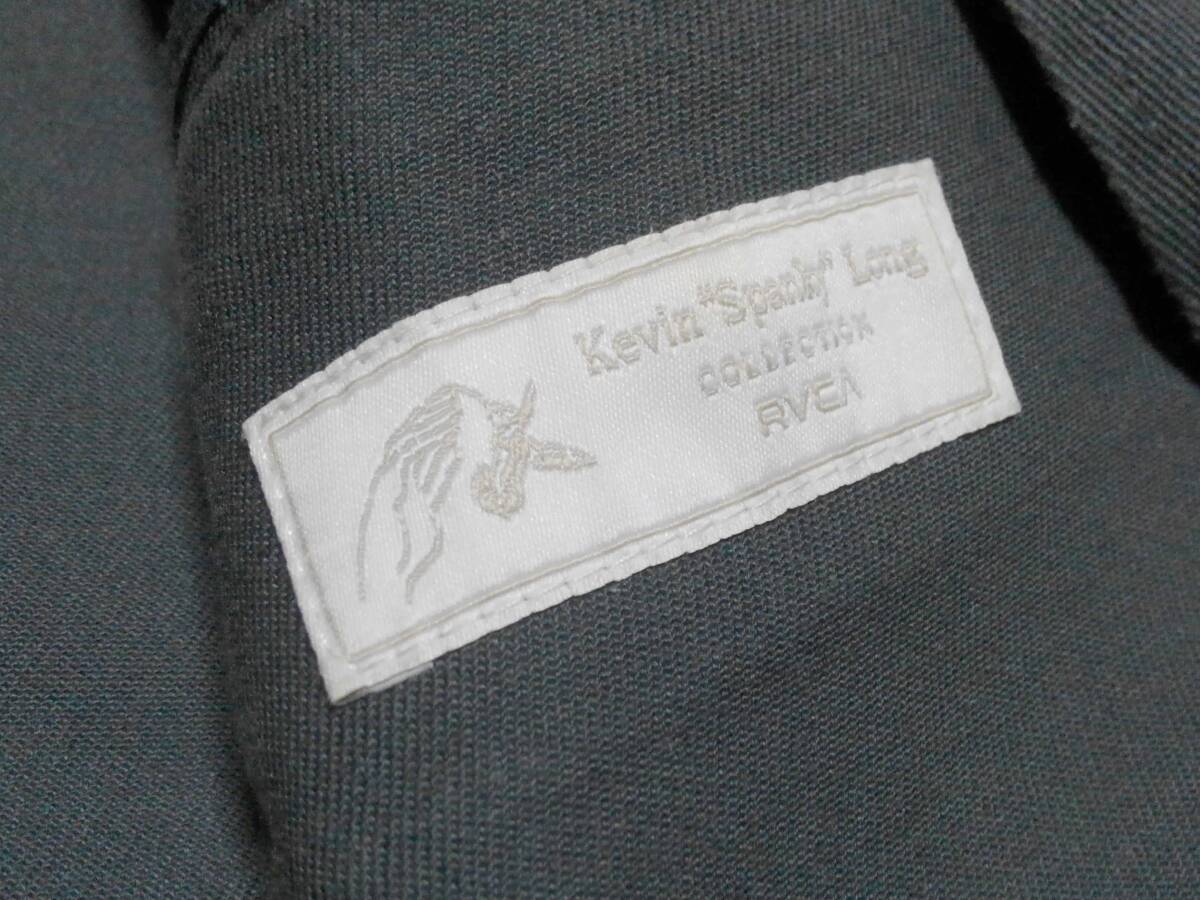 Kevin "Spanky" Long
COLLECTION
RVCA